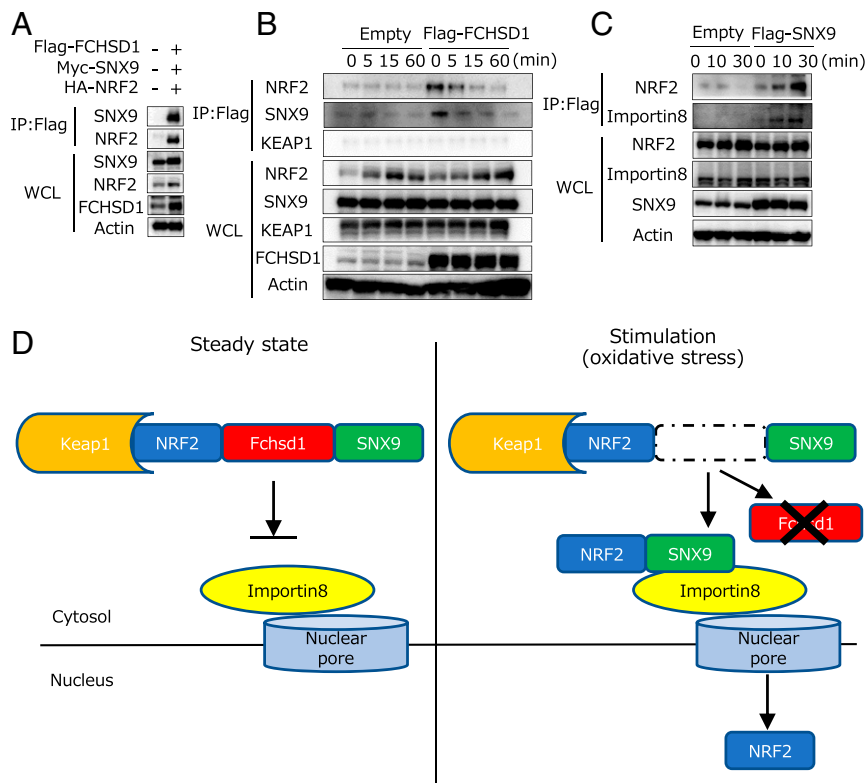 A
Flag-FCHSD1 - +
Myc-SNX9 - +
HA-NRF2 - +
IP:Flag
SNX9
NRF2
WCL
SNX9
NRF2
FCHSD1
Actin
B
Empty Flag-FCHSD1
0 5 15 60 0 5 15 60 (min)
IP:Flag
NRF2
SNX9
KEAP1
WCL
NRF2
SNX9
KEAP1
FCHSD1
Actin
C
Empty Flag-SNX9
0 10 30 0 10 30 (min)
IP:Flag
NRF2
Importin8
WCL
NRF2
Importin8
SNX9
Actin
D
Steady state
Keap1 NRF2 Fchsd1 SNX9
Importin8
Cytosol
Nuclear
pore
Nucleus
Stimulation
(oxidative stress)
Keap1 NRF2 SNX9
Fchsd1
NRF2 SNX9
Importin8
Nuclear
pore
NRF2